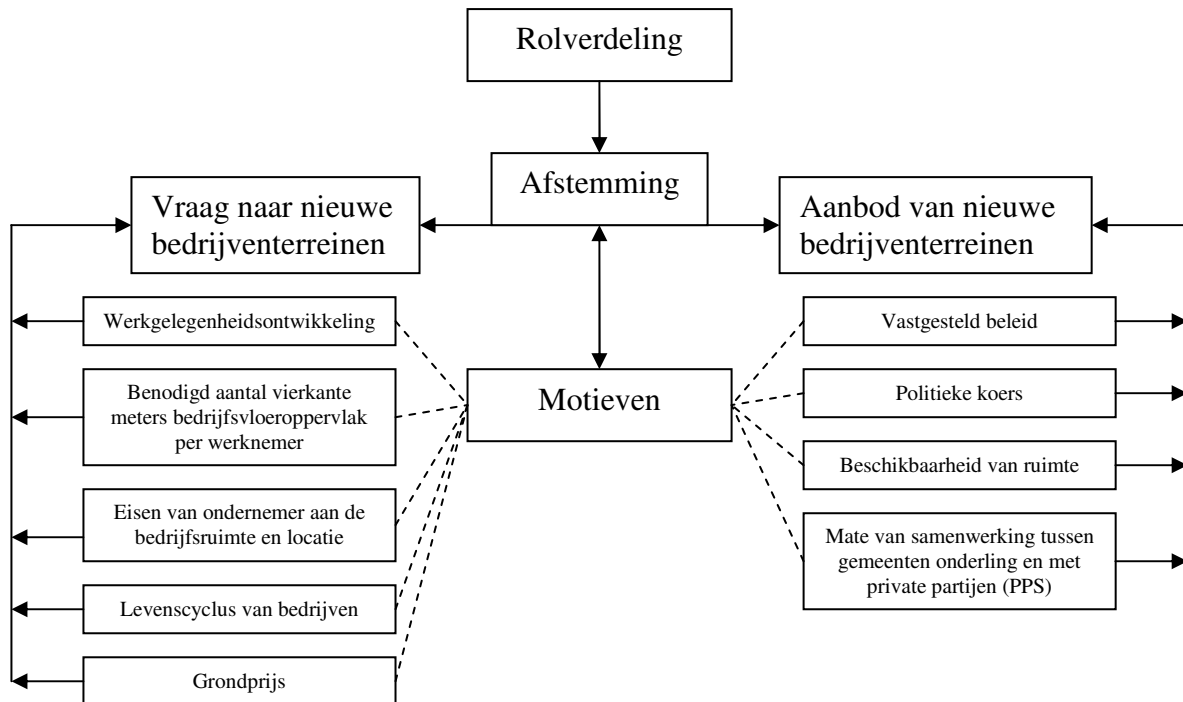 Rolverdeling
Afstemming
Vraag naar nieuwe
bedrijventerreinen
Aanbod van nieuwe
bedrijventerreinen
Motieven
Werkgelegenheidsontwikkeling
Benodigd aantal vierkante
meters bedrijfsvloeroppervlak
per werknemer
Eisen van ondernemer aan de
bedrijfsruimte en locatie
Levenscyclus van bedrijven
Grondprijs
Vastgesteld beleid
Politieke koers
Beschikbaarheid van ruimte
Mate van samenwerking tussen
gemeenten onderling en met
private partijen (PPS)